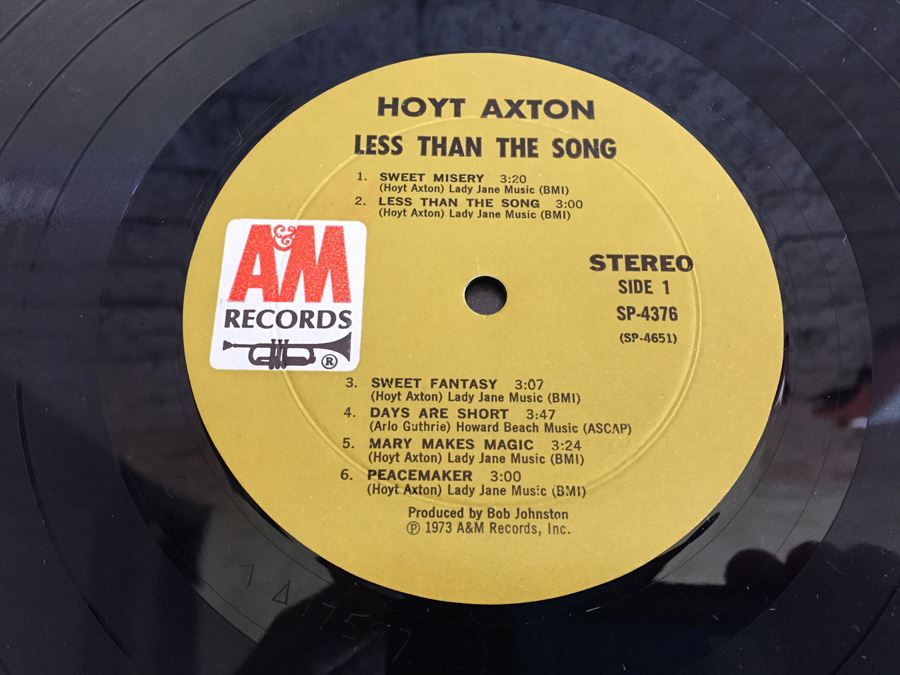 HOYT AXTON
LESS THAN THE SONG
1. SWEET MISERY 3:20
(Hoyt Axton) Lady Jane Music (BMI)
2. LESS THAN THE SONG 3:00
(Hoyt Axton) Lady Jane Music (BMI)
A&M
RECORDS
®
STEREO
SIDE 1
SP-4376
(SP-4651)
3. SWEET FANTASY 3:07
(Hoyt Axton) Lady Jane Music (BMI)
4. DAYS ARE SHORT 3:47
(Arlo Guthrie) Howard Beach Music (ASCAP)
5. MARY MAKES MAGIC 3:24
(Hoyt Axton) Lady Jane Music (BMI)
6. PEACEMAKER 3:00
(Hoyt Axton) Lady Jane Music (BMI)
Produced by Bob Johnston
℗ 1973 A&M Records, Inc.